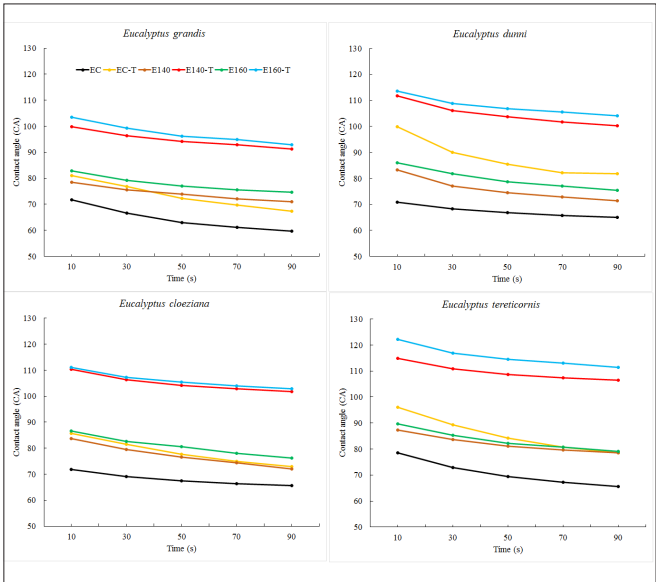 Eucalyptus grandis
130
120
110
100
90
80
70
60
50
Contact angle (CA)
EC EC-T E140 E140-T E160 E160-T
10 30 50 70 90
Time (s)
Eucalyptus dunni
130
120
110
100
90
80
70
60
50
Contact angle (CA)
10 30 50 70 90
Time (s)
Eucalyptus cloeziana
130
120
110
100
90
80
70
60
50
Contact angle (CA)
10 30 50 70 90
Time (s)
Eucalyptus tereticornis
130
120
110
100
90
80
70
60
50
Contact angle (CA)
10 30 50 70 90
Time (s)